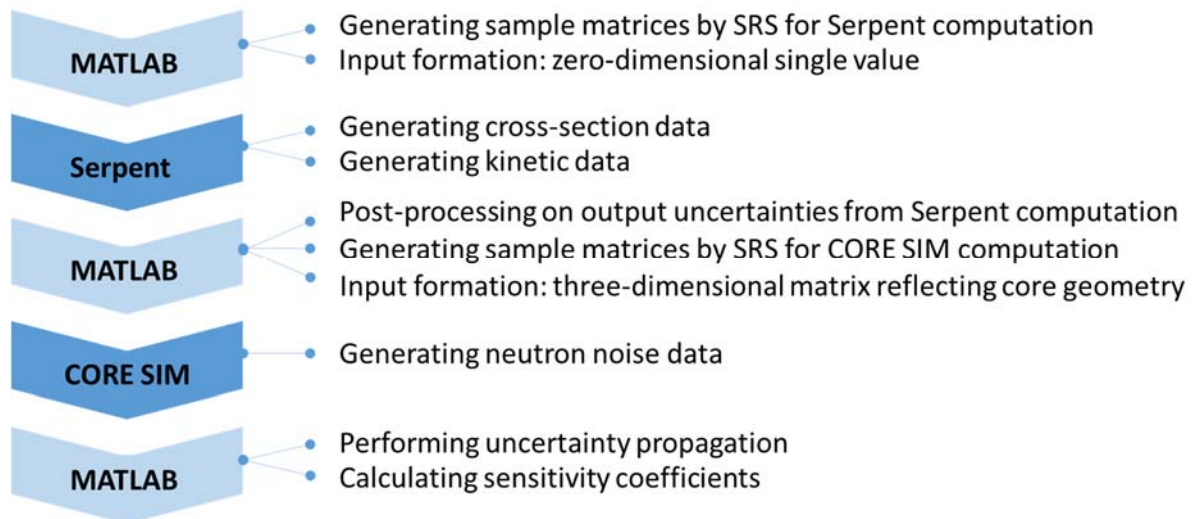 MATLAB
Generating sample matrices by SRS for Serpent computation
Input formation: zero-dimensional single value
Serpent
Generating cross-section data
Generating kinetic data
MATLAB
Post-processing on output uncertainties from Serpent computation
Generating sample matrices by SRS for CORE SIM computation
Input formation: three-dimensional matrix reflecting core geometry
CORE SIM
Generating neutron noise data
MATLAB
Performing uncertainty propagation
Calculating sensitivity coefficients